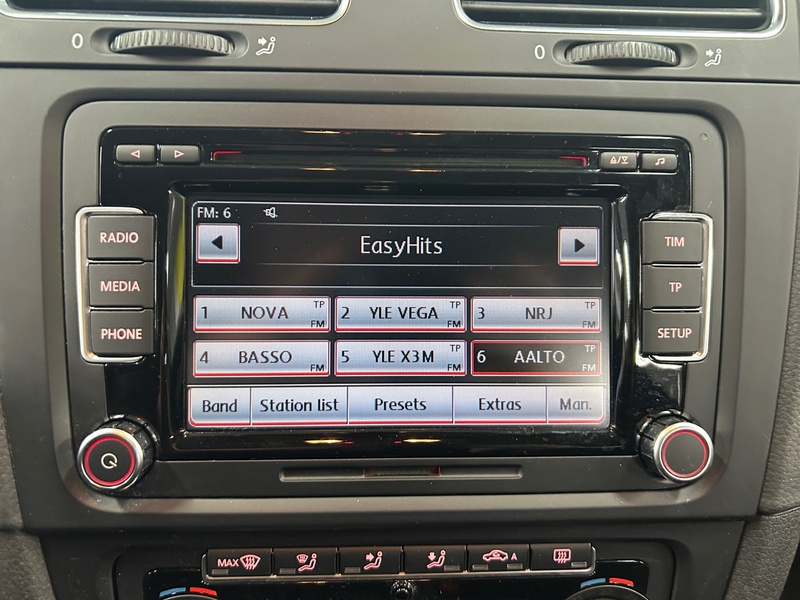 0
0
RADIO
MEDIA
PHONE
FM: 6
EasyHits
1 NOVA TP FM
2 YLE VEGA TP FM
3 NRJ TP FM
4 BASSO FM
5 YLE X3M TP FM
6 AALTO TP FM
Band Station list Presets Extras Man.
TIM
TP
SETUP
MAX
A